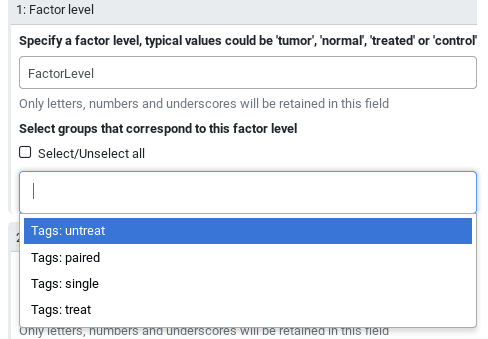 1: Factor level
Specify a factor level, typical values could be 'tumor', 'normal', 'treated' or 'control'
FactorLevel
Only letters, numbers and underscores will be retained in this field
Select groups that correspond to this factor level
Select/Unselect all
Tags: untreat
Tags: paired
Tags: single
Tags: treat
Only letters, numbers and underscores will be retained in this field